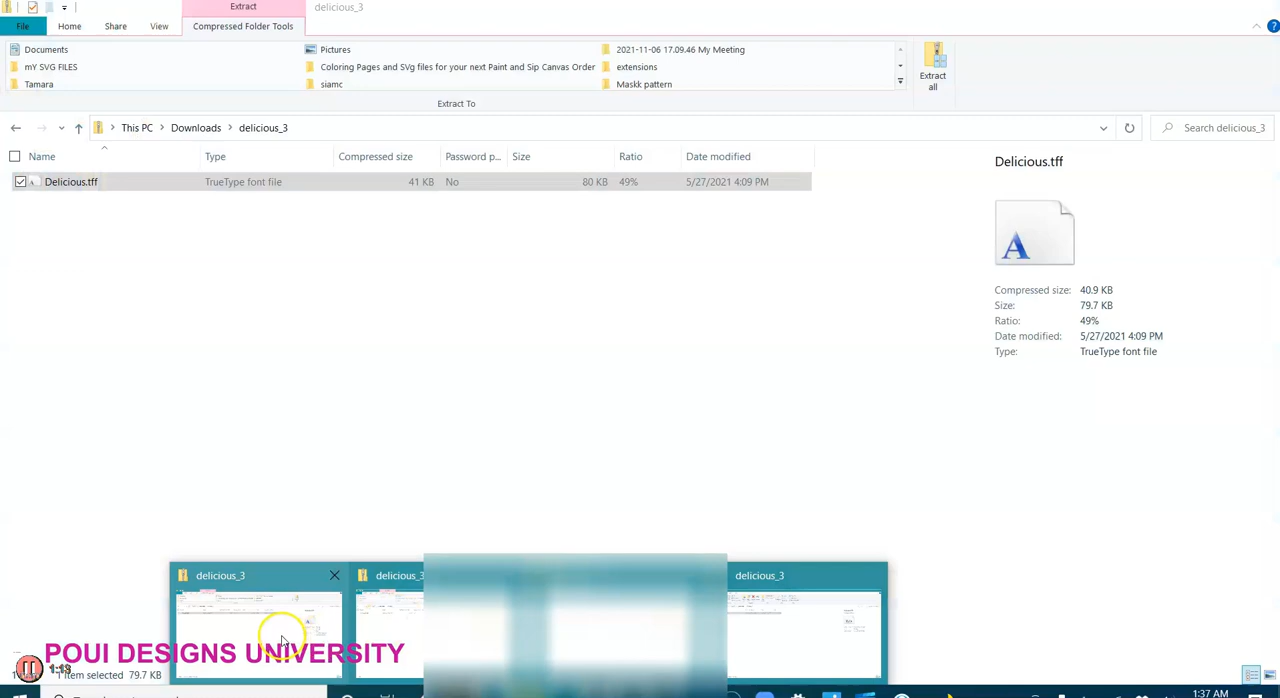 Extract
delicious_3
File
Home
Share
View
Compressed Folder Tools
Documents
Pictures
2021-11-06 17.09.46 My Meeting
mY SVG FILES
Coloring Pages and SVg files for your next Paint and Sip Canvas Order
extensions
Tamara
siamc
Maskk pattern
Extract all
Extract To
This PC > Downloads > delicious_3
Search delicious_3
Name Type Compressed size Password p... Size Ratio Date modified
Delicious.tff TrueType font file 41 KB No 80 KB 49% 5/27/2021 4:09 PM
Delicious.tff
A
Compressed size: 40.9 KB
Size: 79.7 KB
Ratio: 49%
Date modified: 5/27/2021 4:09 PM
Type: TrueType font file
delicious_3
delicious_3
delicious_3
POUI DESIGNS UNIVERSITY
1 item selected 79.7 KB
1:37 AM